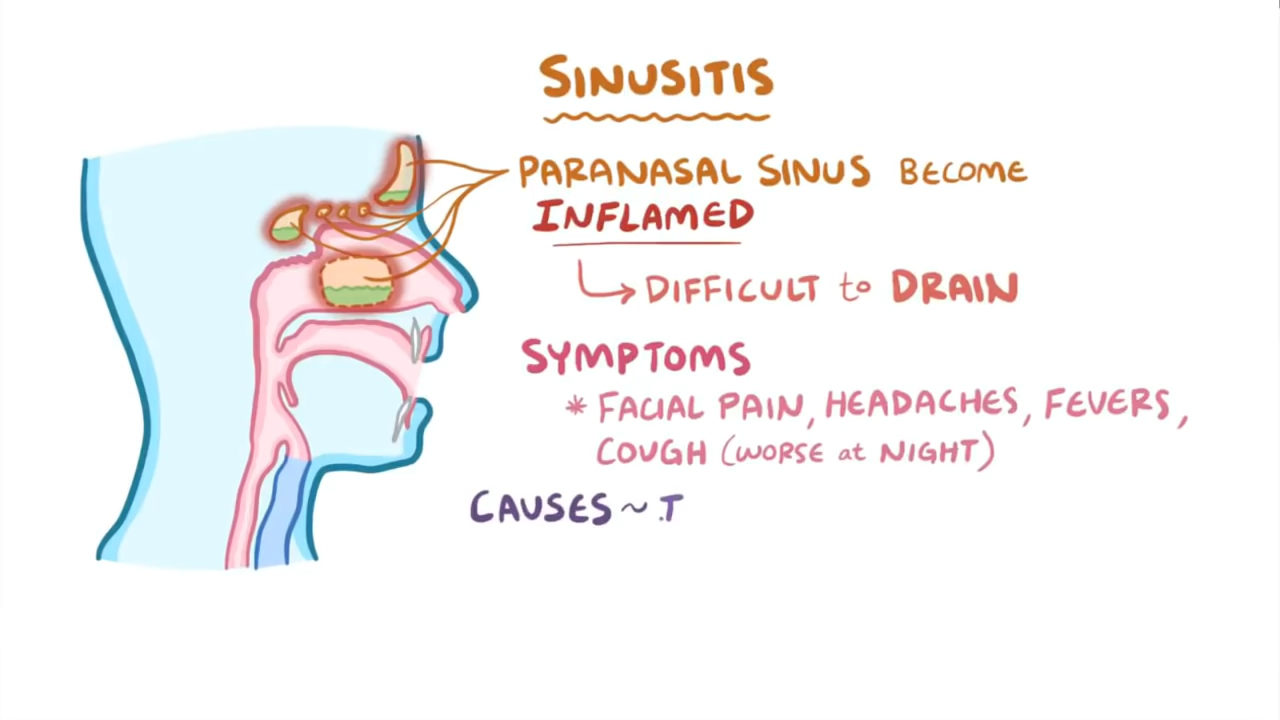 SINUSITIS
PARANASAL SINUS BECOME
INFLAMED
DIFFICULT to DRAIN
SYMPTOMS
* FACIAL PAIN, HEADACHES, FEVERS,
COUGH (WORSE at NIGHT)
CAUSES ~ T